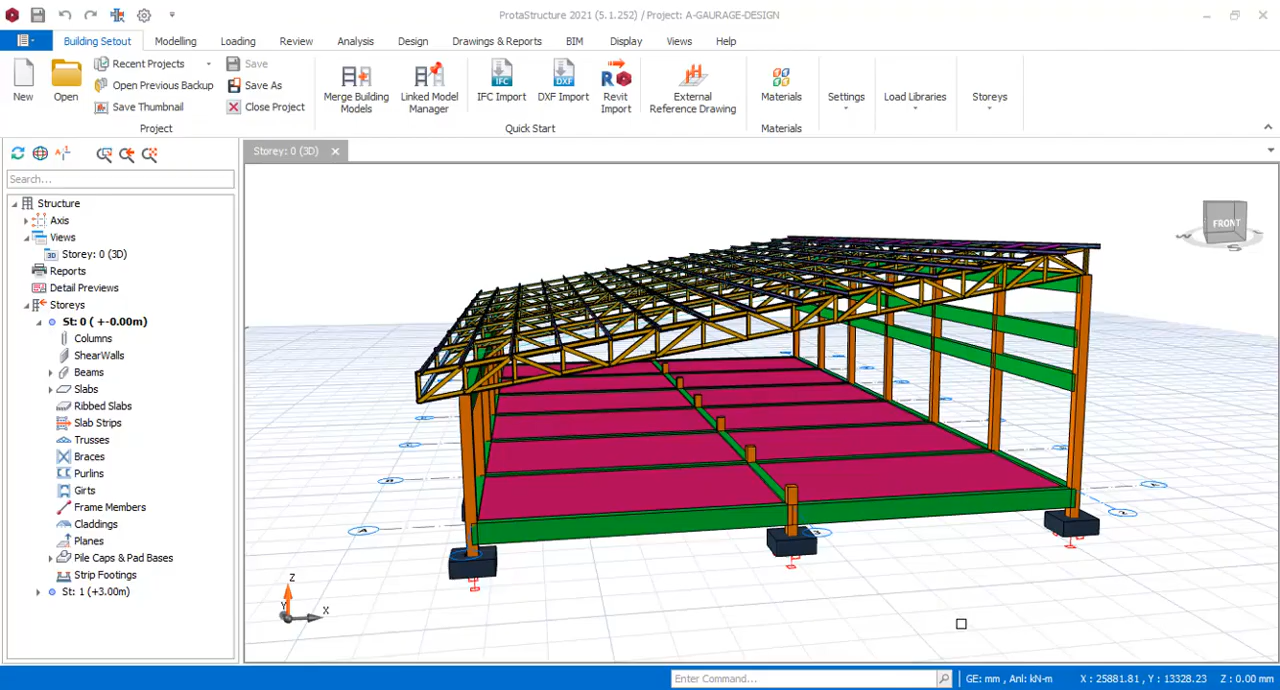 ProtaStructure 2021 (5.1.252) / Project: A-GAURAGE-DESIGN
Building Setout
Modelling
Loading
Review
Analysis
Design
Drawings & Reports
BIM
Display
Views
Help
New
Open
Recent Projects
Open Previous Backup
Save Thumbnail
Save
Save As
Close Project
Project
Merge Building
Models
Linked Model
Manager
IFC
IFC Import
DXF
DXF Import
Revit
Import
External
Reference Drawing
Quick Start
Materials
Materials
Settings
Load Libraries
Storeys
Storey: 0 (3D)
Search...
Structure
Axis
Views
3D Storey: 0 (3D)
Reports
Detail Previews
Storeys
St: 0 ( +-0.00m)
Columns
ShearWalls
Beams
Slabs
Ribbed Slabs
Slab Strips
Trusses
Braces
Purlins
Girts
Frame Members
Claddings
Planes
Pile Caps & Pad Bases
Strip Footings
St: 1 (+3.00m)
FRONT
S
Z
Y
X
A
B
C
1
2
3
Enter Command...
GE: mm , Anl: kN-m
X : 25881.81 , Y : 13328.23
Z : 0.00 mm